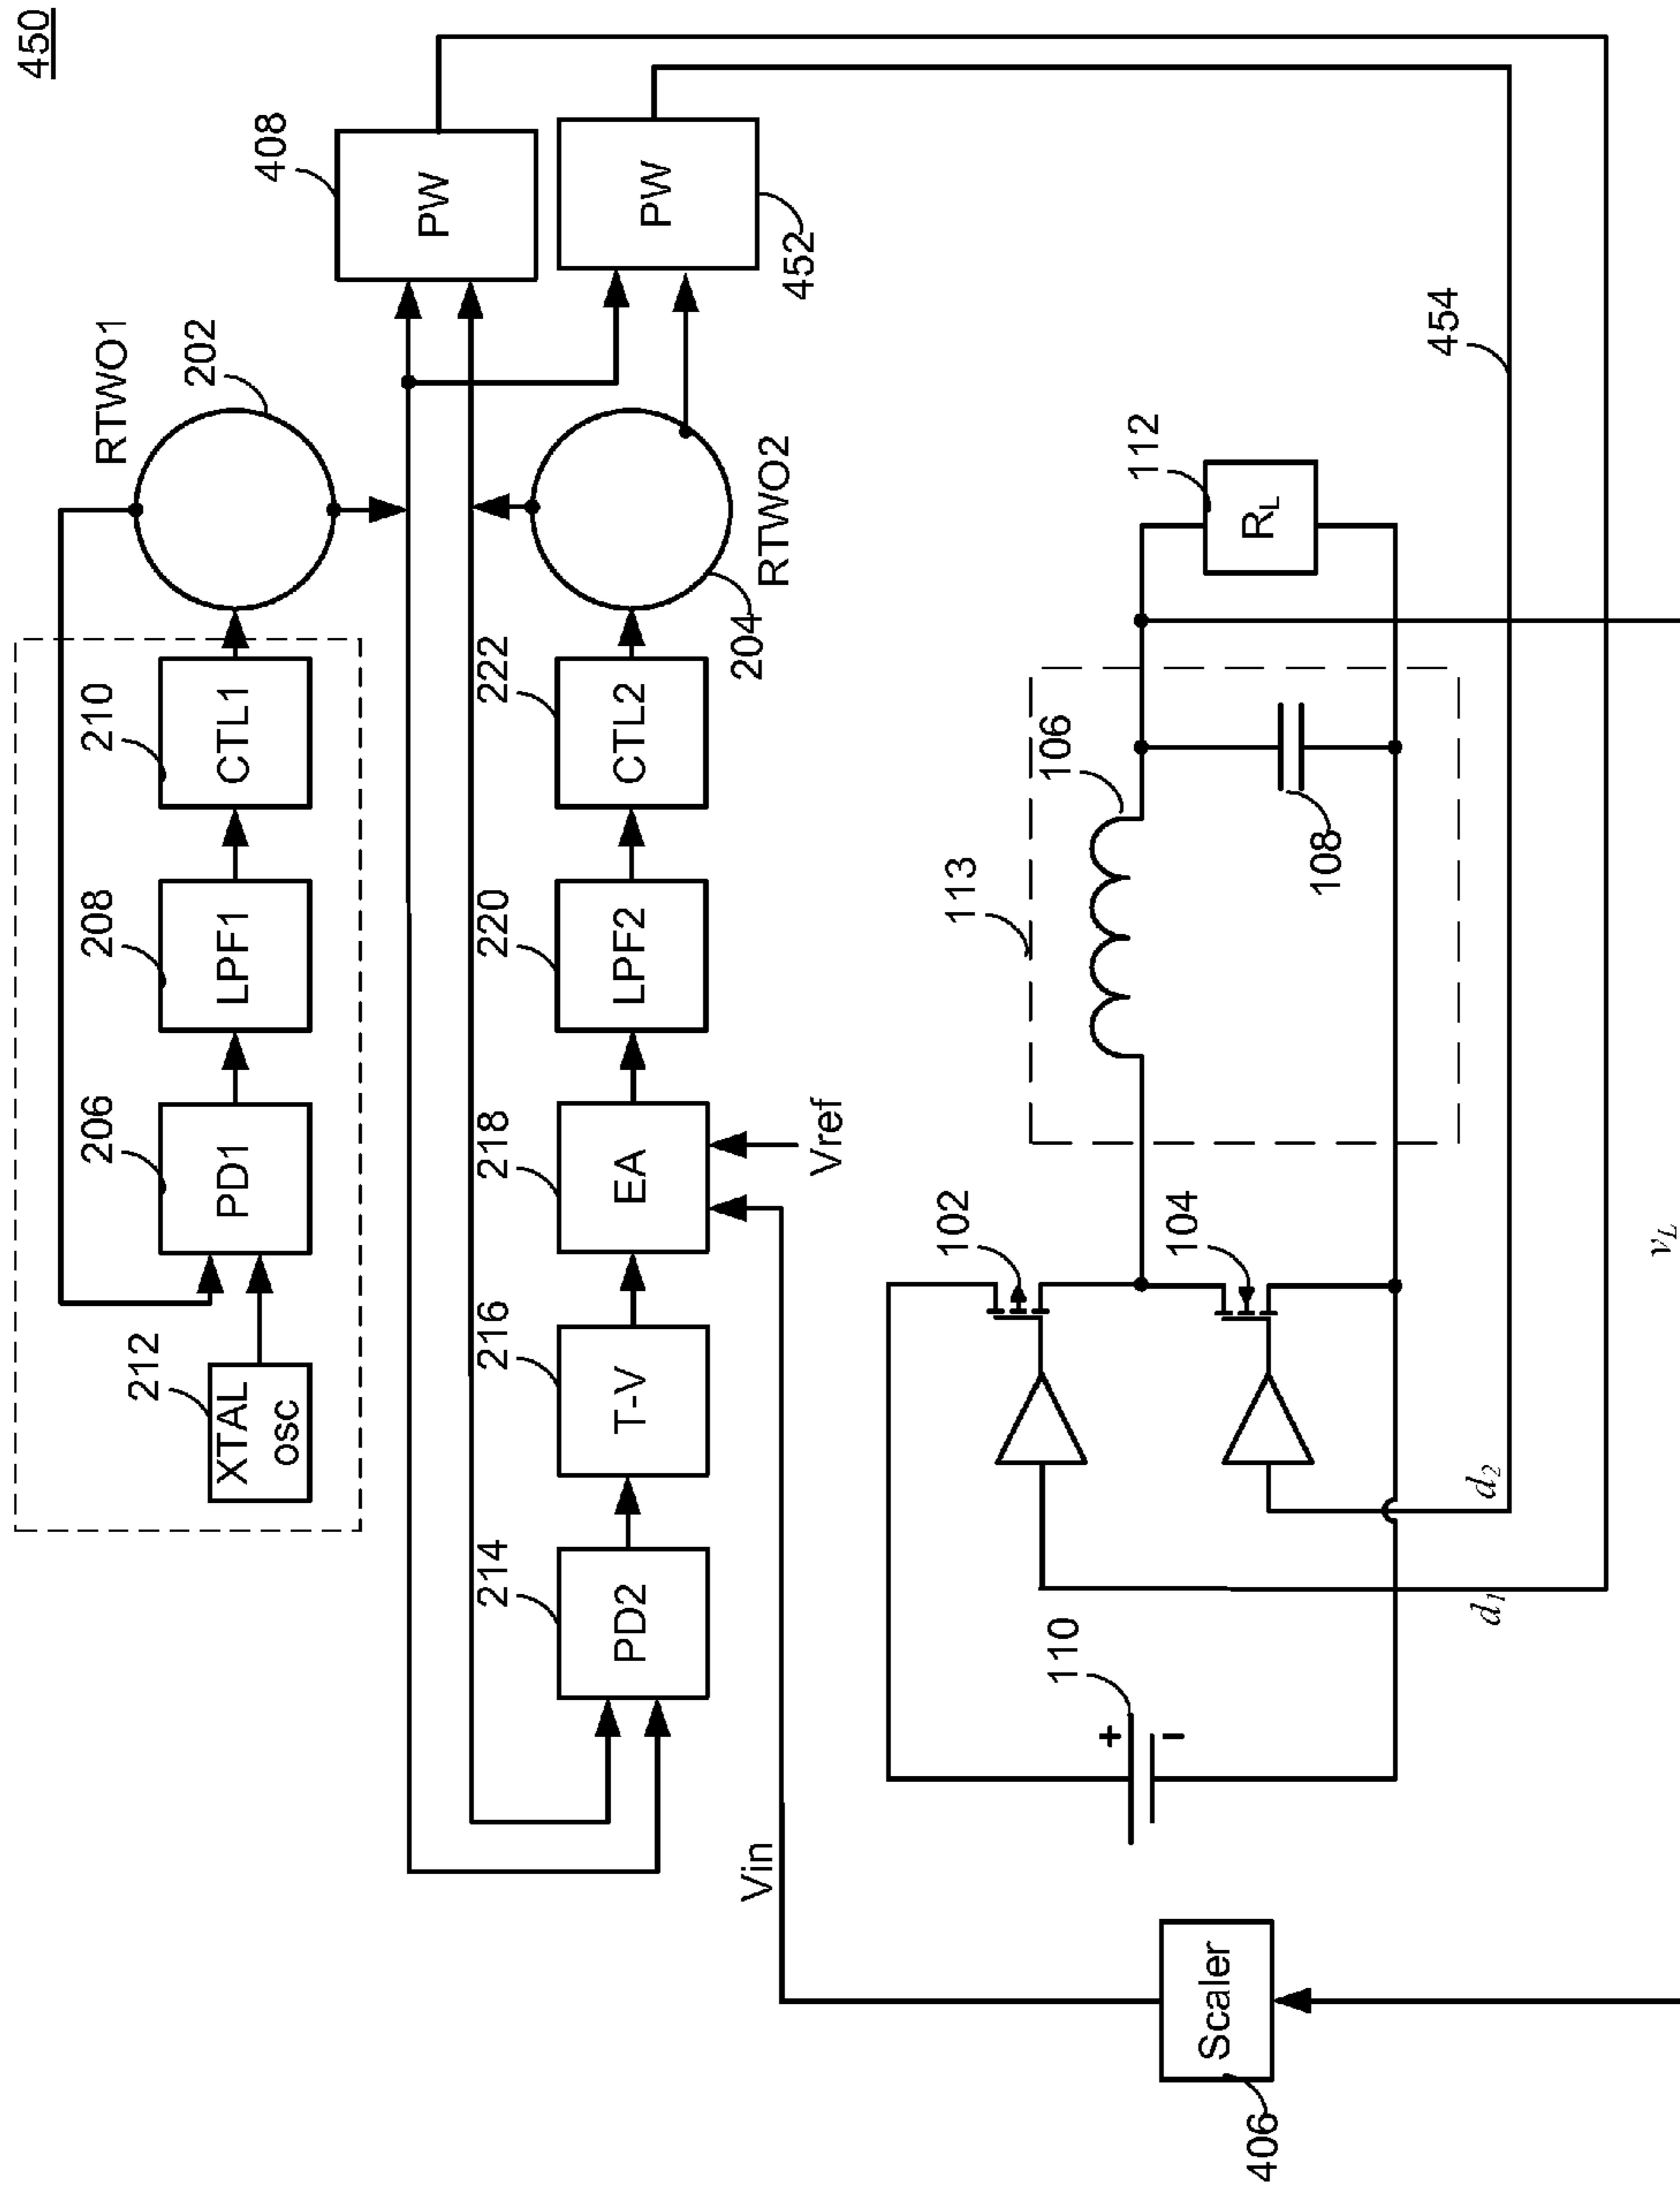 450
RTWO1
202
408
PW
PW
452
210
CTL1
208
LPF1
206
PD1
212
XTAL
osc
222
CTL2
220
LPF2
218
EA
216
T-V
214
PD2
204
RTWO2
Vref
Vin
113
106
108
112
RL
454
102
104
110
+
-
d1
d2
vL
Scaler
406